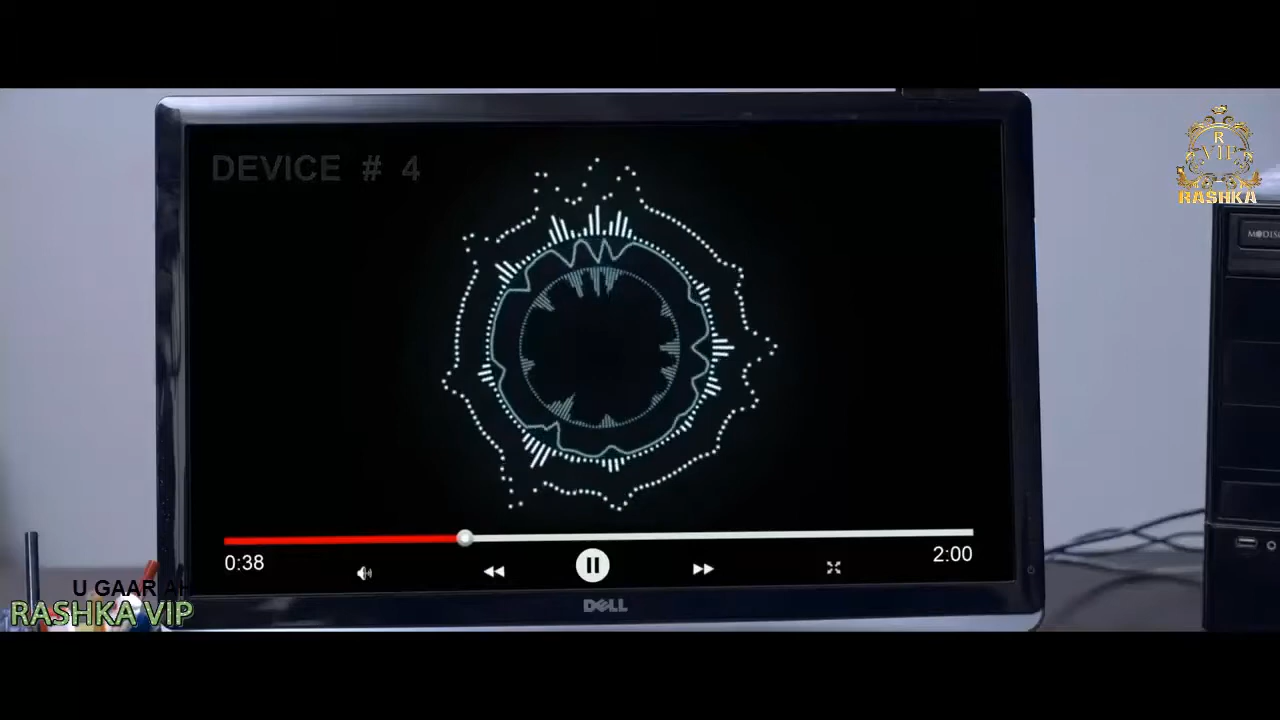 DEVICE # 4
R
VIP
RASHKA
0:38
2:00
DELL
U GAAR AH
RASHKA VIP